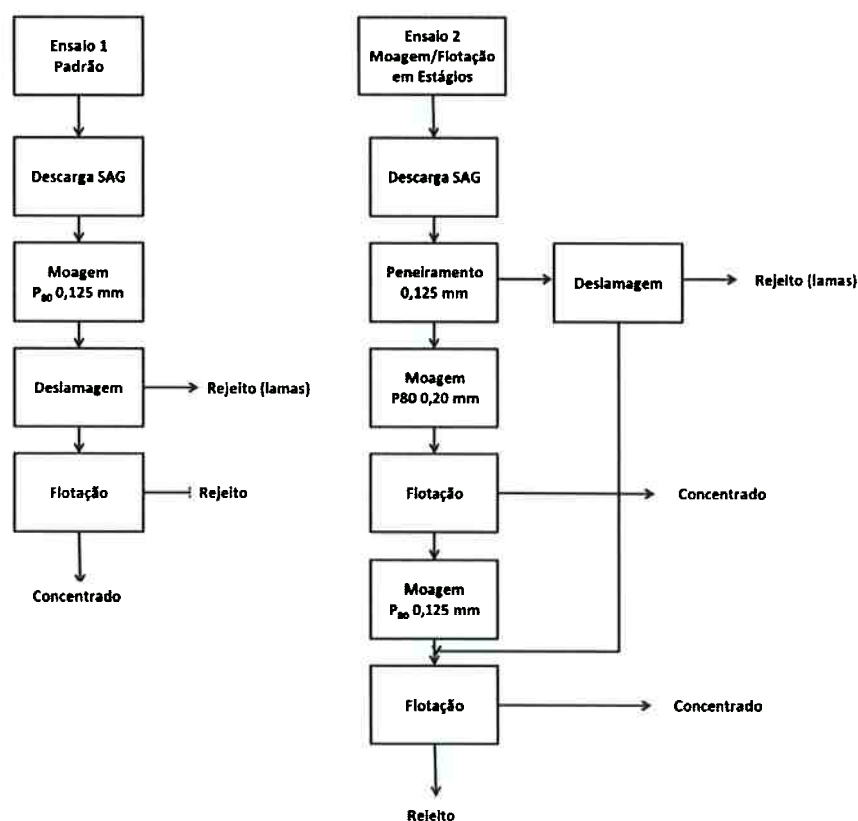 Ensaio 1
Padrão
Descarga SAG
Moagem
P80 0,125 mm
Deslamagem
Rejeito (lamas)
Flotação
Rejeito
Concentrado
Ensaio 2
Moagem/Flotação
em Estágios
Descarga SAG
Peneiramento
0,125 mm
Deslamagem
Rejeito (lamas)
Moagem
P80 0,20 mm
Flotação
Concentrado
Moagem
P80 0,125 mm
Flotação
Concentrado
Rejeito